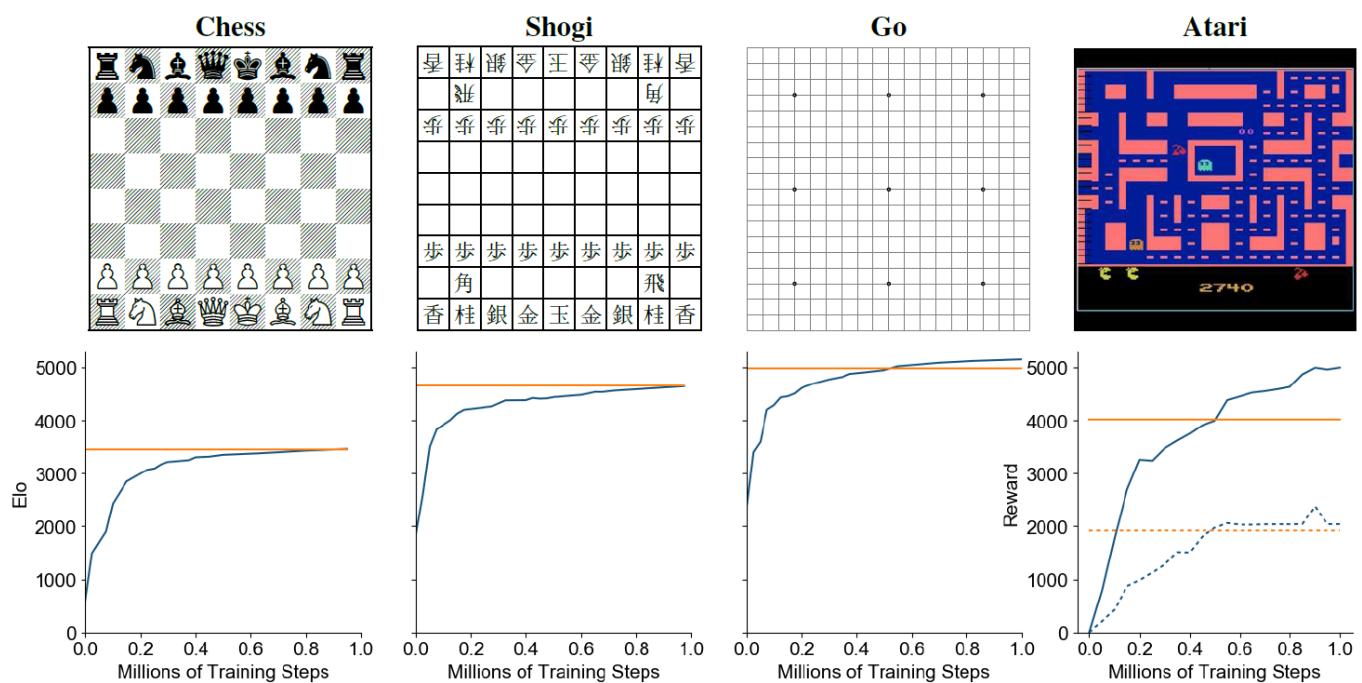 Chess
Shogi
Go
Atari
香 桂 銀 金 王 金 銀 桂 香
飛 角
歩 歩 歩 歩 歩 歩 歩 歩 歩
歩 歩 歩 歩 歩 歩 歩 歩 歩
角 飛
香 桂 銀 金 玉 金 銀 桂 香
2740
Elo
5000
4000
3000
2000
1000
0
0.0 0.2 0.4 0.6 0.8 1.0
Millions of Training Steps
0.0 0.2 0.4 0.6 0.8 1.0
Millions of Training Steps
0.0 0.2 0.4 0.6 0.8 1.0
Millions of Training Steps
Reward
5000
4000
3000
2000
1000
0
0.0 0.2 0.4 0.6 0.8 1.0
Millions of Training Steps